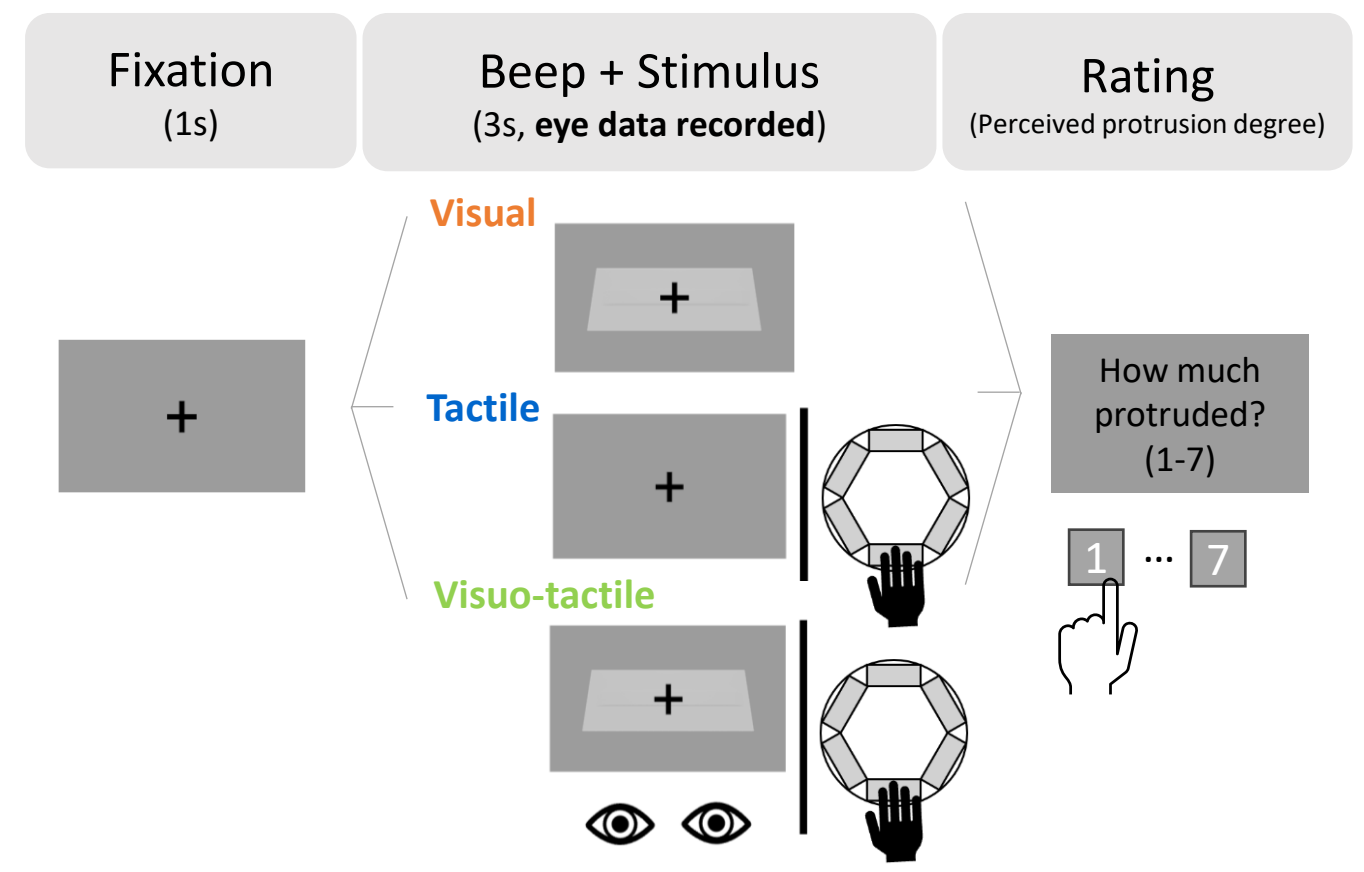 Fixation
(1s)
Beep + Stimulus
(3s, eye data recorded)
Rating
(Perceived protrusion degree)
Visual
Tactile
Visuo-tactile
How much
protruded?
(1-7)
1 ... 7